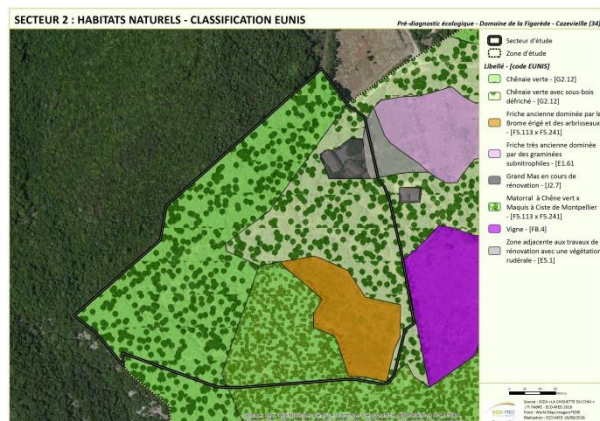 SECTEUR 2 : HABITATS NATURELS - CLASSIFICATION EUNIS
Pré-diagnostic écologique - Domaine de la Figarède - Cazevieille (34)
Secteur d'étude
Zone d'étude
Libellé - [code EUNIS]
Chênaie verte - [G2.12]
Chênaie verte avec sous-bois
défriché - [G2.12]
Friche ancienne dominée par le
Brome érigé et des arbrisseaux
- [F5.113 x F5.241]
Friche très ancienne dominée
par des graminées
subnitrophiles - [E1.61
Grand Mas en cours de
rénovation - [J2.7]
Matorral à Chêne vert x
Maquis à Ciste de Montpellier
- [F5.113 x F5.241]
Vigne - [FB.4]
Zone adjacente aux travaux de
rénovation avec une végétation
rudérale - [E5.1]
ECO-MED